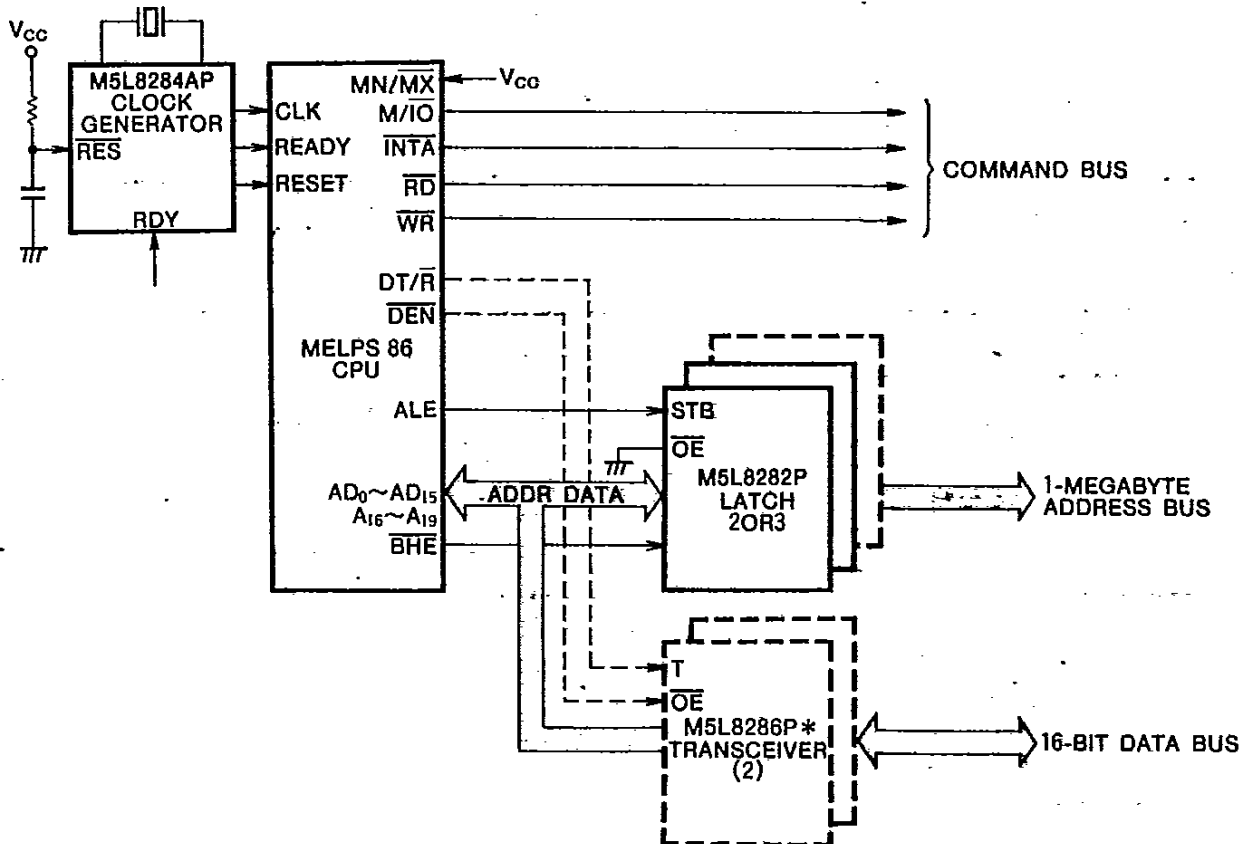 VCC
M5L8284AP
CLOCK
GENERATOR
RES
RDY
CLK
READY
RESET
MELPS 86
CPU
MN/MX
VCC
M/IO
INTA
RD
WR
COMMAND BUS
DT/R
DEN
ALE
AD0~AD15
A16~A19
BHE
ADDR DATA
STB
OE
M5L8282P
LATCH
2OR3
1-MEGABYTE
ADDRESS BUS
T
OE
M5L8286P*
TRANSCEIVER
(2)
16-BIT DATA BUS